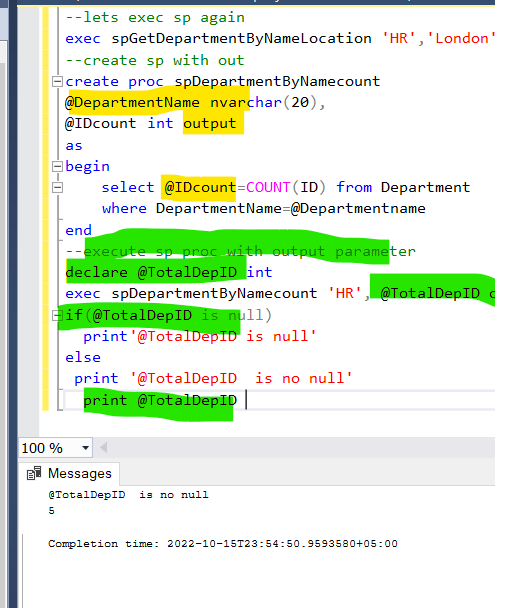 --lets exec sp again
exec spGetDepartmentByNameLocation 'HR','London'
--create sp with out
create proc spDepartmentByNamecount
@DepartmentName nvarchar(20),
@IDcount int output
as
begin
select @IDcount=COUNT(ID) from Department
where DepartmentName=@Departmentname
end
--execute sp proc with output parameter
declare @TotalDepID int
exec spDepartmentByNamecount 'HR', @TotalDepID
if(@TotalDepID is null)
print'@TotalDepID is null'
else
print '@TotalDepID  is no null'
print @TotalDepID
100 %
Messages
@TotalDepID  is no null
5
Completion time: 2022-10-15T23:54:50.9593580+05:00